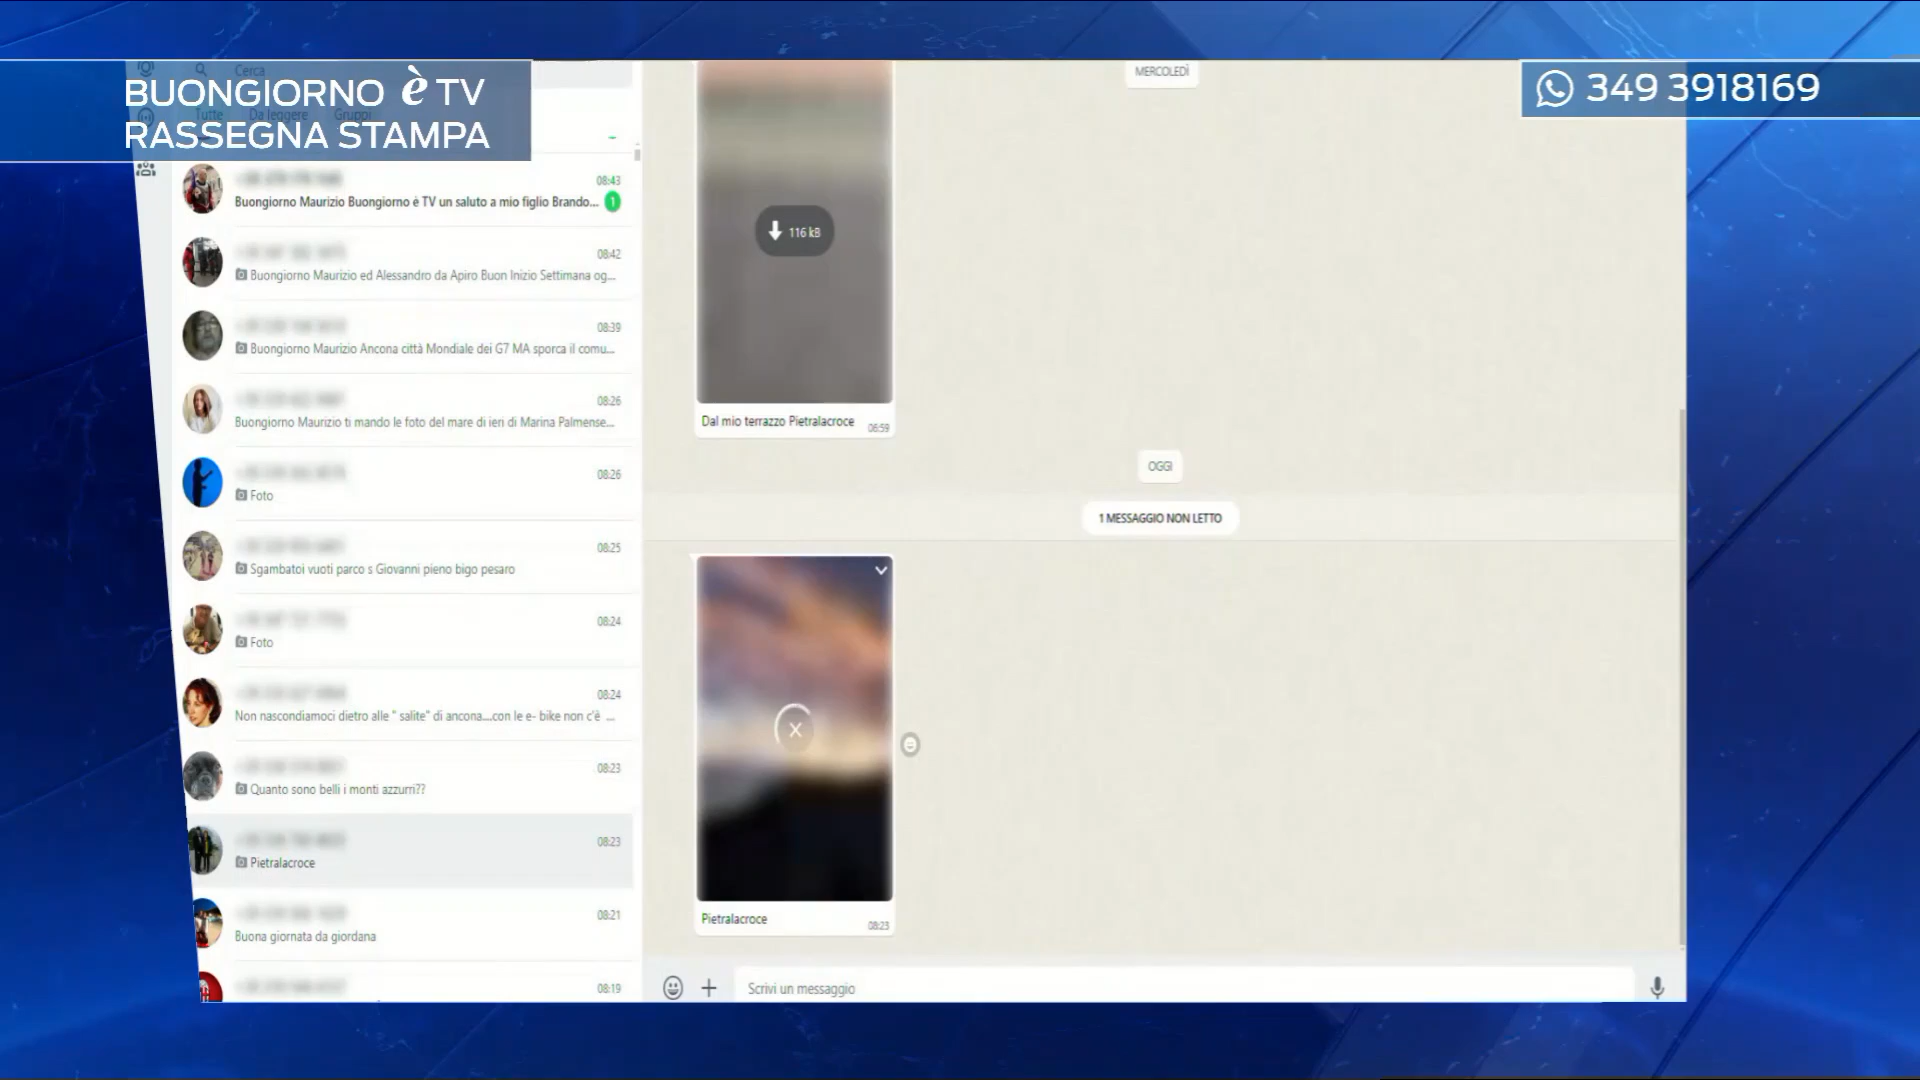 BUONGIORNO è TV
RASSEGNA STAMPA
349 3918169
Cerca
Tutte
Da leggere
Gruppi
08:43
Buongiorno Maurizio Buongiorno è TV un saluto a mio figlio Brando...
1
08:42
Buongiorno Maurizio ed Alessandro da Apiro Buon Inizio Settimana og...
08:39
Buongiorno Maurizio Ancona città Mondiale dei G7 MA sporca il comu...
08:26
Buongiorno Maurizio ti mando le foto del mare di ieri di Marina Palmense...
08:26
Foto
08:25
Sgambatoi vuoti parco s Giovanni pieno bigo pesaro
08:24
Foto
08:24
Non nascondiamoci dietro alle " salite" di ancona....con le e- bike non c'è ...
08:23
Quanto sono belli i monti azzurri??
08:23
Pietralacroce
08:21
Buona giornata da giordana
08:19
MERCOLEDÌ
116 kB
Dal mio terrazzo Pietralacroce
06:59
OGGI
1 MESSAGGIO NON LETTO
Pietralacroce
08:23
Scrivi un messaggio